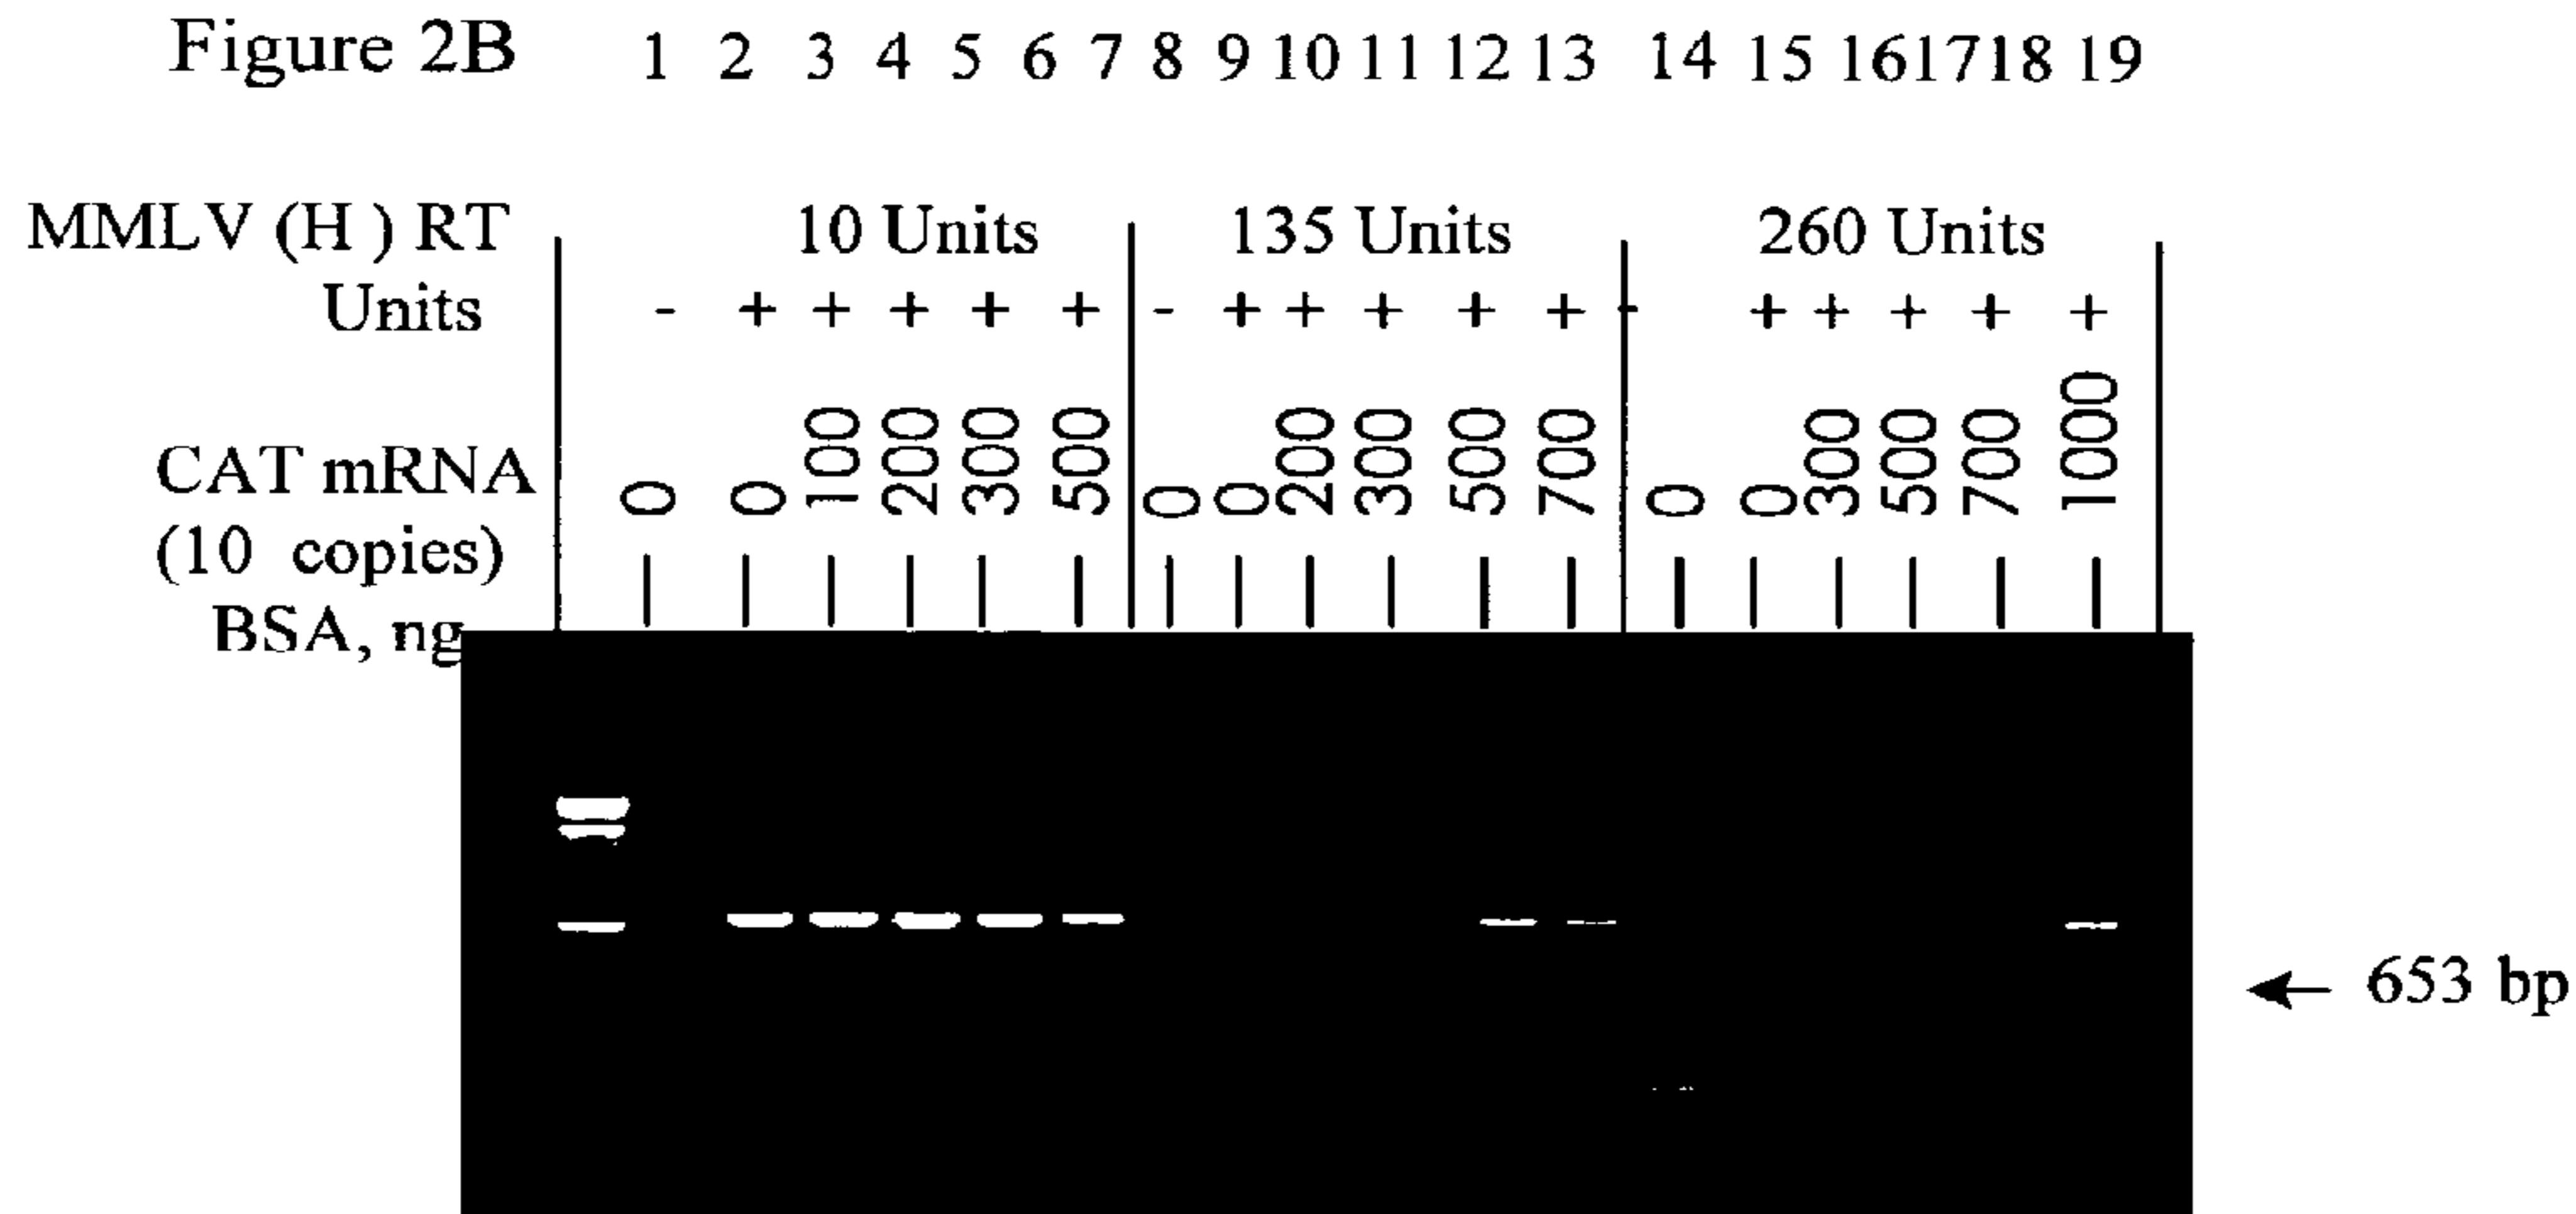 Figure 2B 1 2 3 4 5 6 7 8 9 10 11 12 13 14 15 16 17 18 19
MMLV (H ) RT 10 Units 135 Units 260 Units
Units - + + + + + - + + + + + - + + + + +
CAT mRNA 0 0 100 200 300 500 0 0 200 300 500 700 0 0 300 500 700 1000
(10 copies)
BSA, ng
← 653 bp